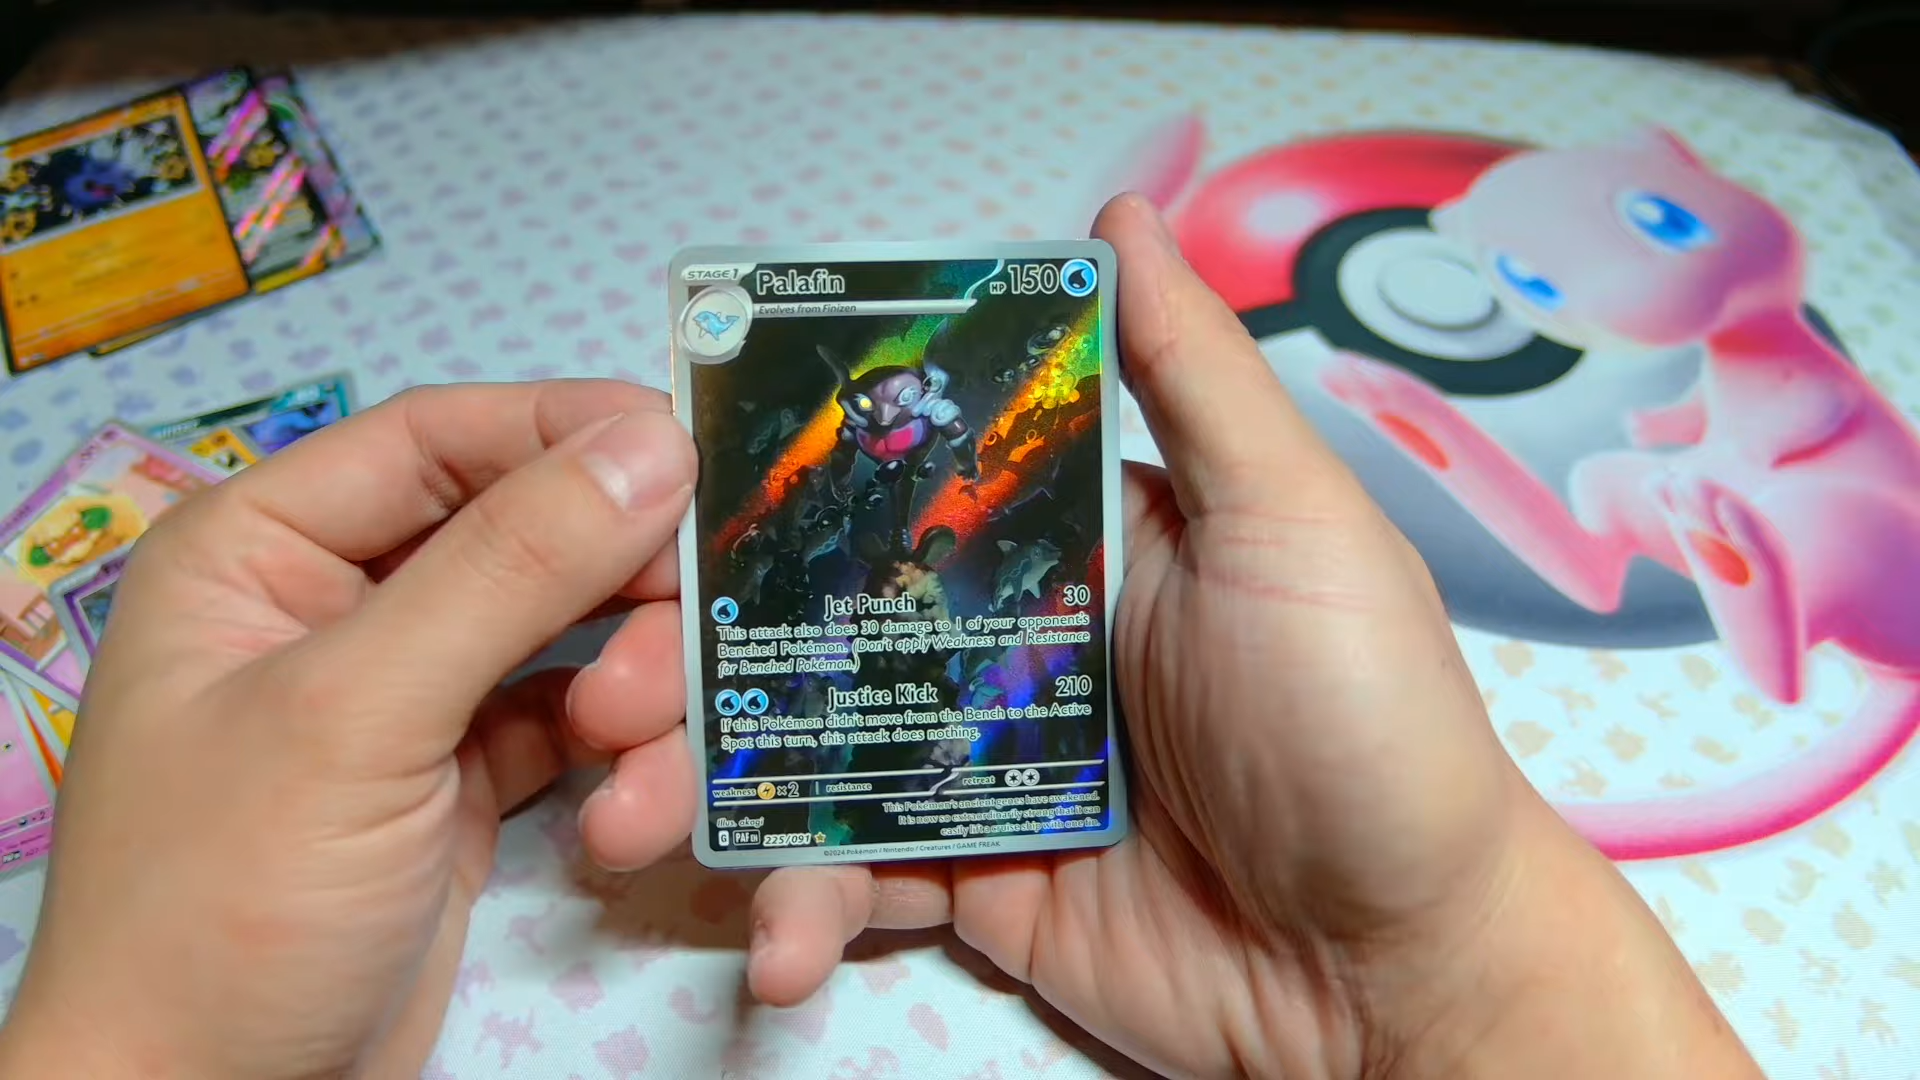 STAGE 1
Palafin
HP 150
Evolves from Finizen
Jet Punch 30
This attack also does 30 damage to 1 of your opponent's
Benched Pokémon. (Don't apply Weakness and Resistance
for Benched Pokémon.)
Justice Kick 210
If this Pokémon didn't move from the Bench to the Active
Spot this turn, this attack does nothing.
weakness ×2 resistance retreat
This Pokémon's ancient genes have awakened.
It is now so extraordinarily strong that it can
easily lift a cruise ship with one fin.
Illus. akagi
G PAF EN 225/091
©2024 Pokémon / Nintendo / Creatures / GAME FREAK